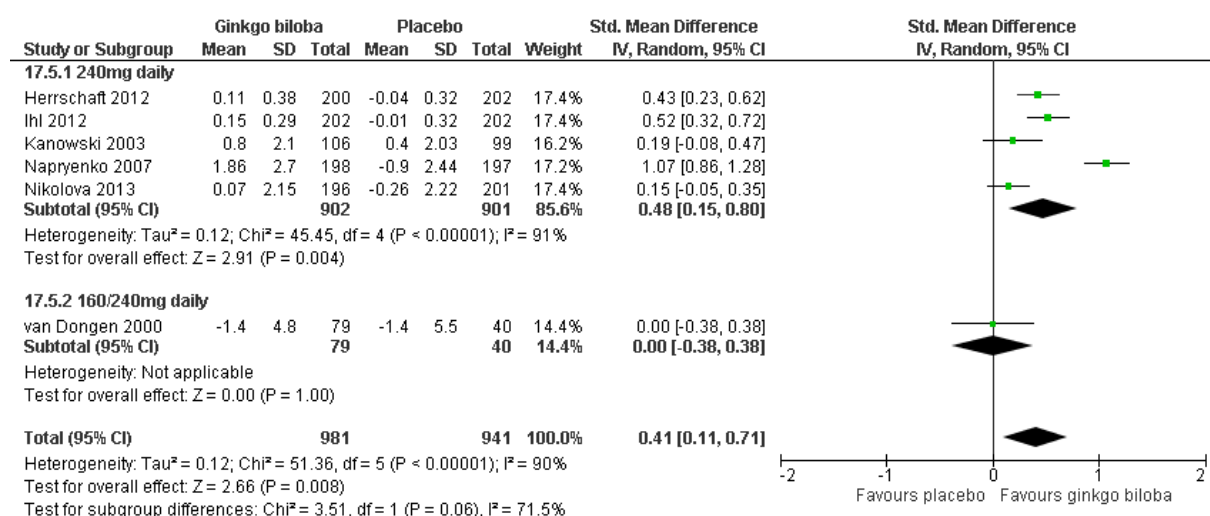 Ginkgo biloba Placebo Std. Mean Difference Std. Mean Difference
Study or Subgroup Mean SD Total Mean SD Total Weight IV, Random, 95% CI IV, Random, 95% CI
17.5.1 240mg daily
Herrschaft 2012 0.11 0.38 200 -0.04 0.32 202 17.4% 0.43 [0.23, 0.62]
Ihl 2012 0.15 0.29 202 -0.01 0.32 202 17.4% 0.52 [0.32, 0.72]
Kanowski 2003 0.8 2.1 106 0.4 2.03 99 16.2% 0.19 [-0.08, 0.47]
Napryenko 2007 1.86 2.7 198 -0.9 2.44 197 17.2% 1.07 [0.86, 1.28]
Nikolova 2013 0.07 2.15 196 -0.26 2.22 201 17.4% 0.15 [-0.05, 0.35]
Subtotal (95% CI) 902 901 85.6% 0.48 [0.15, 0.80]
Heterogeneity: Tau² = 0.12; Chi² = 45.45, df = 4 (P < 0.00001); I² = 91%
Test for overall effect: Z = 2.91 (P = 0.004)
17.5.2 160/240mg daily
van Dongen 2000 -1.4 4.8 79 -1.4 5.5 40 14.4% 0.00 [-0.38, 0.38]
Subtotal (95% CI) 79 40 14.4% 0.00 [-0.38, 0.38]
Heterogeneity: Not applicable
Test for overall effect: Z = 0.00 (P = 1.00)
Total (95% CI) 981 941 100.0% 0.41 [0.11, 0.71]
Heterogeneity: Tau² = 0.12; Chi² = 51.36, df = 5 (P < 0.00001); I² = 90%
Test for overall effect: Z = 2.66 (P = 0.008)
Test for subgroup differences: Chi² = 3.51, df = 1 (P = 0.06), I² = 71.5%
-2 -1 0 1 2
Favours placebo Favours ginkgo biloba